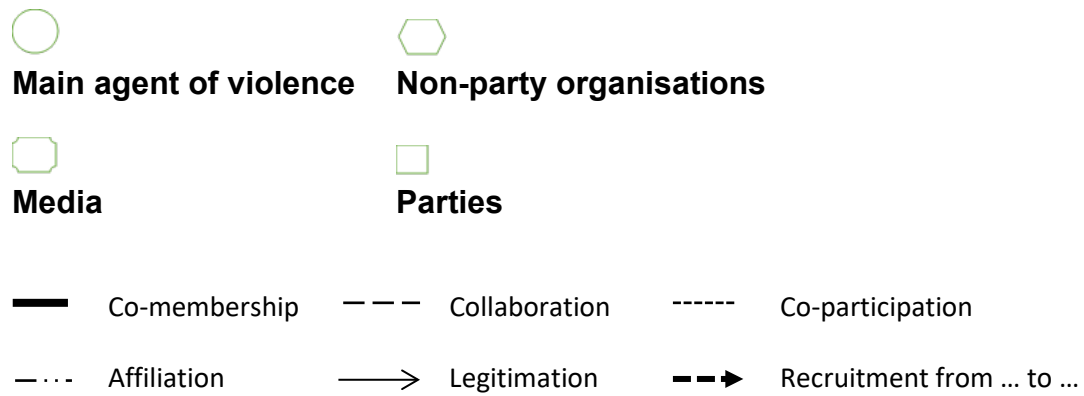 Main agent of violence Non-party organisations
Media Parties
Co-membership Collaboration Co-participation
Affiliation Legitimation Recruitment from ... to ...